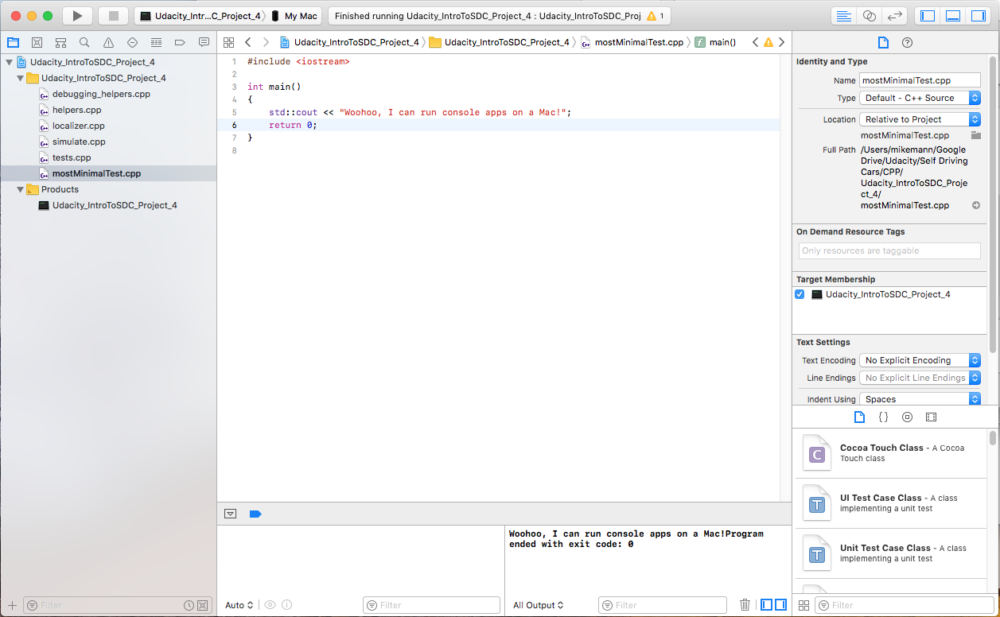 Udacity_Intr...C_Project_4 My Mac
Finished running Udacity_IntroToSDC_Project_4 : Udacity_IntroToSDC_Proj 1
Udacity_IntroToSDC_Project_4 Udacity_IntroToSDC_Project_4 mostMinimalTest.cpp main()
Udacity_IntroToSDC_Project_4
Udacity_IntroToSDC_Project_4
debugging_helpers.cpp
helpers.cpp
localizer.cpp
simulate.cpp
tests.cpp
mostMinimalTest.cpp
Products
Udacity_IntroToSDC_Project_4
Filter
1 #include <iostream>
2
3 int main()
4 {
5 std::cout << "Woohoo, I can run console apps on a Mac!";
6 return 0;
7 }
8
Auto
Filter
Woohoo, I can run console apps on a Mac!Program
ended with exit code: 0
All Output
Filter
Identity and Type
Name mostMinimalTest.cpp
Type Default - C++ Source
Location Relative to Project
mostMinimalTest.cpp
Full Path /Users/mikemann/Google
Drive/Udacity/Self Driving
Cars/CPP/
Udacity_IntroToSDC_Proje
ct_4/
mostMinimalTest.cpp
On Demand Resource Tags
Only resources are taggable
Target Membership
Udacity_IntroToSDC_Project_4
Text Settings
Text Encoding No Explicit Encoding
Line Endings No Explicit Line Endings
Indent Using Spaces
{ }
C
Cocoa Touch Class - A Cocoa
Touch class
T
UI Test Case Class - A class
implementing a unit test
T
Unit Test Case Class - A class
implementing a unit test
Filter